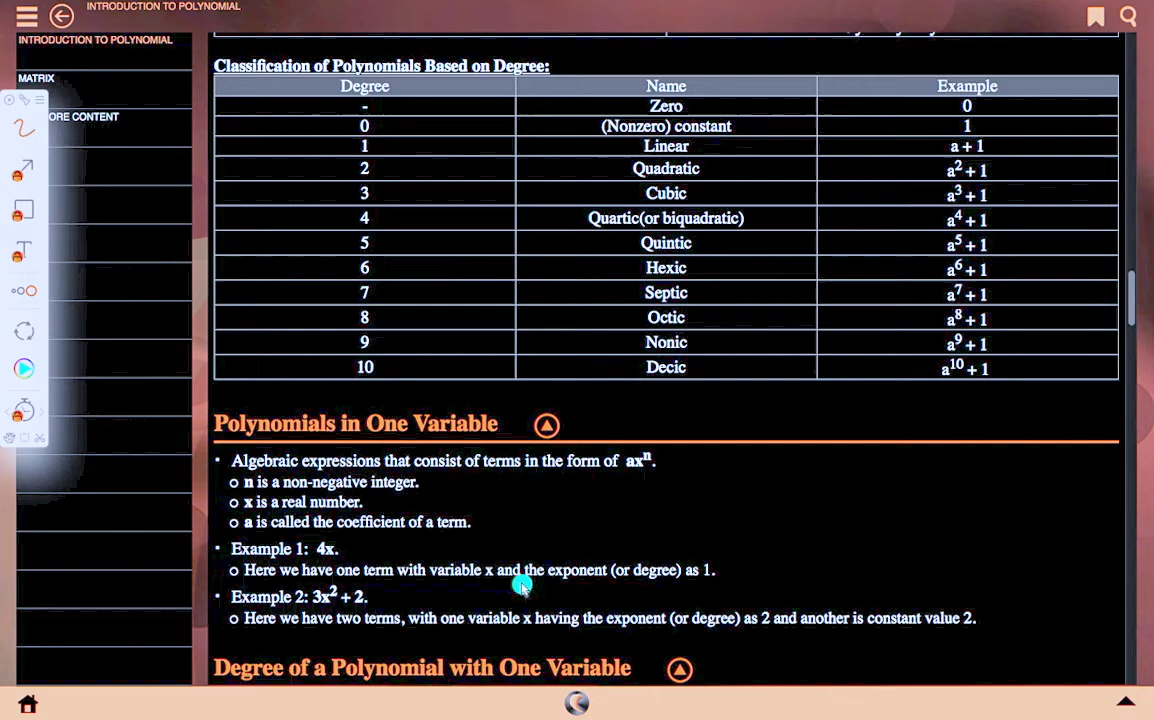 INTRODUCTION TO POLYNOMIAL
INTRODUCTION TO POLYNOMIAL
MATRIX
ORE CONTENT
Classification of Polynomials Based on Degree:
Degree Name Example
- Zero 0
0 (Nonzero) constant 1
1 Linear a + 1
2 Quadratic a² + 1
3 Cubic a³ + 1
4 Quartic(or biquadratic) a⁴ + 1
5 Quintic a⁵ + 1
6 Hexic a⁶ + 1
7 Septic a⁷ + 1
8 Octic a⁸ + 1
9 Nonic a⁹ + 1
10 Decic a¹⁰ + 1
Polynomials in One Variable
· Algebraic expressions that consist of terms in the form of axⁿ.
o n is a non-negative integer.
o x is a real number.
o a is called the coefficient of a term.
· Example 1: 4x.
o Here we have one term with variable x and the exponent (or degree) as 1.
· Example 2: 3x² + 2.
o Here we have two terms, with one variable x having the exponent (or degree) as 2 and another is constant value 2.
Degree of a Polynomial with One Variable